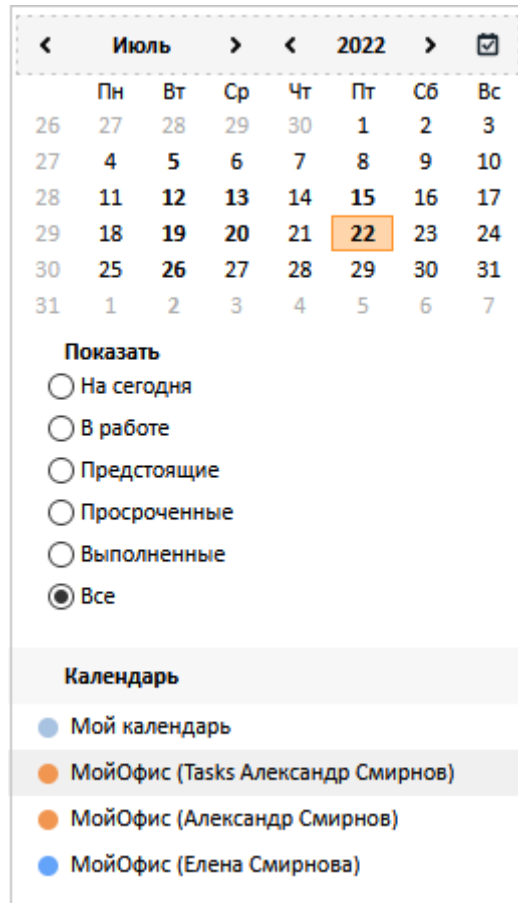 Июль 2022
Пн Вт Ср Чт Пт Сб Вс
26 27 28 29 30 1 2 3
27 4 5 6 7 8 9 10
28 11 12 13 14 15 16 17
29 18 19 20 21 22 23 24
30 25 26 27 28 29 30 31
31 1 2 3 4 5 6 7
Показать
На сегодня
В работе
Предстоящие
Просроченные
Выполненные
Все
Календарь
Мой календарь
МойОфис (Tasks Александр Смирнов)
МойОфис (Александр Смирнов)
МойОфис (Елена Смирнова)